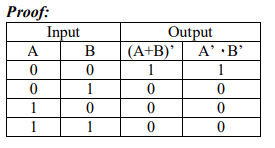 Proof:
Input Output
A B (A+B)’ A’ · B’
0 0 1 1
0 1 0 0
1 0 0 0
1 1 0 0